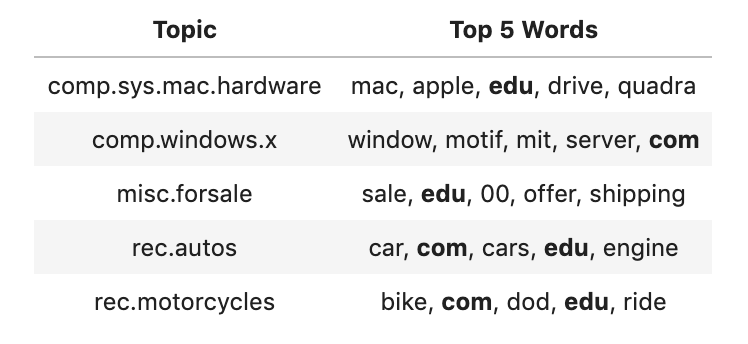 Topic Top 5 Words
comp.sys.mac.hardware mac, apple, edu, drive, quadra
comp.windows.x window, motif, mit, server, com
misc.forsale sale, edu, 00, offer, shipping
rec.autos car, com, cars, edu, engine
rec.motorcycles bike, com, dod, edu, ride